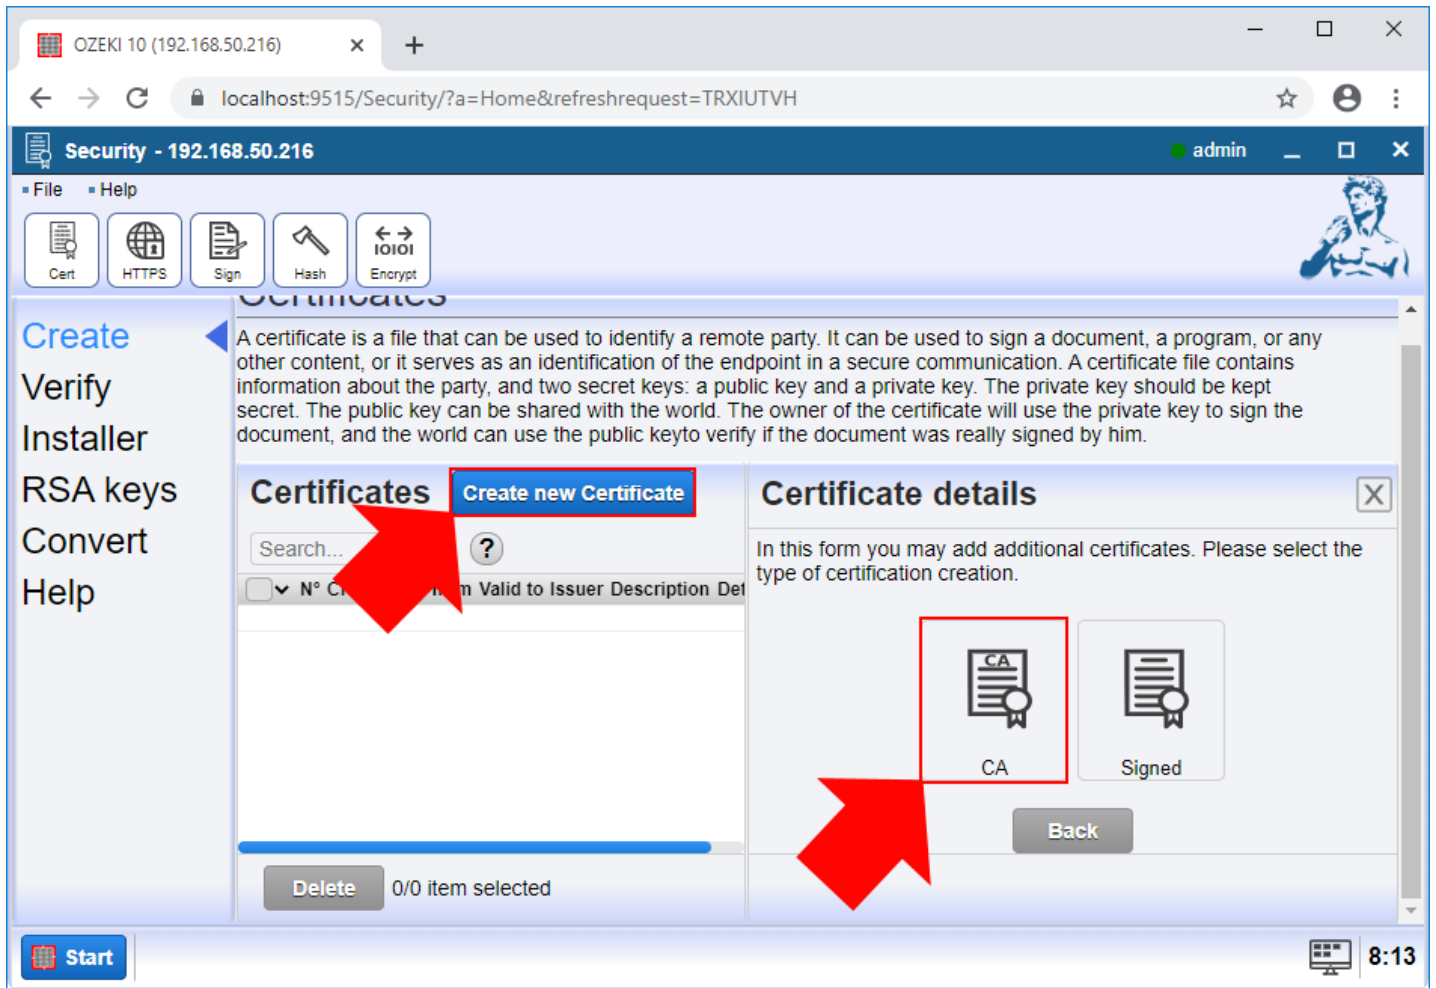 OZEKI 10 (192.168.50.216)
localhost:9515/Security/?a=Home&refreshrequest=TRXIUTVH
Security - 192.168.50.216
admin
File
Help
Cert
HTTPS
Sign
Hash
IOIOI
Encrypt
Certificates
Create
Verify
Installer
RSA keys
Convert
Help
A certificate is a file that can be used to identify a remote party. It can be used to sign a document, a program, or any
other content, or it serves as an identification of the endpoint in a secure communication. A certificate file contains
information about the party, and two secret keys: a public key and a private key. The private key should be kept
secret. The public key can be shared with the world. The owner of the certificate will use the private key to sign the
document, and the world can use the public keyto verify if the document was really signed by him.
Certificates
Create new Certificate
Search...
?
N° Valid to Issuer Description Det
Delete
0/0 item selected
Certificate details
X
In this form you may add additional certificates. Please select the
type of certification creation.
CA
CA
Signed
Back
Start
8:13